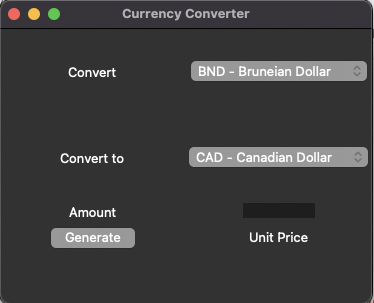 Currency Converter
Convert
BND - Bruneian Dollar
Convert to
CAD - Canadian Dollar
Amount
Generate
Unit Price